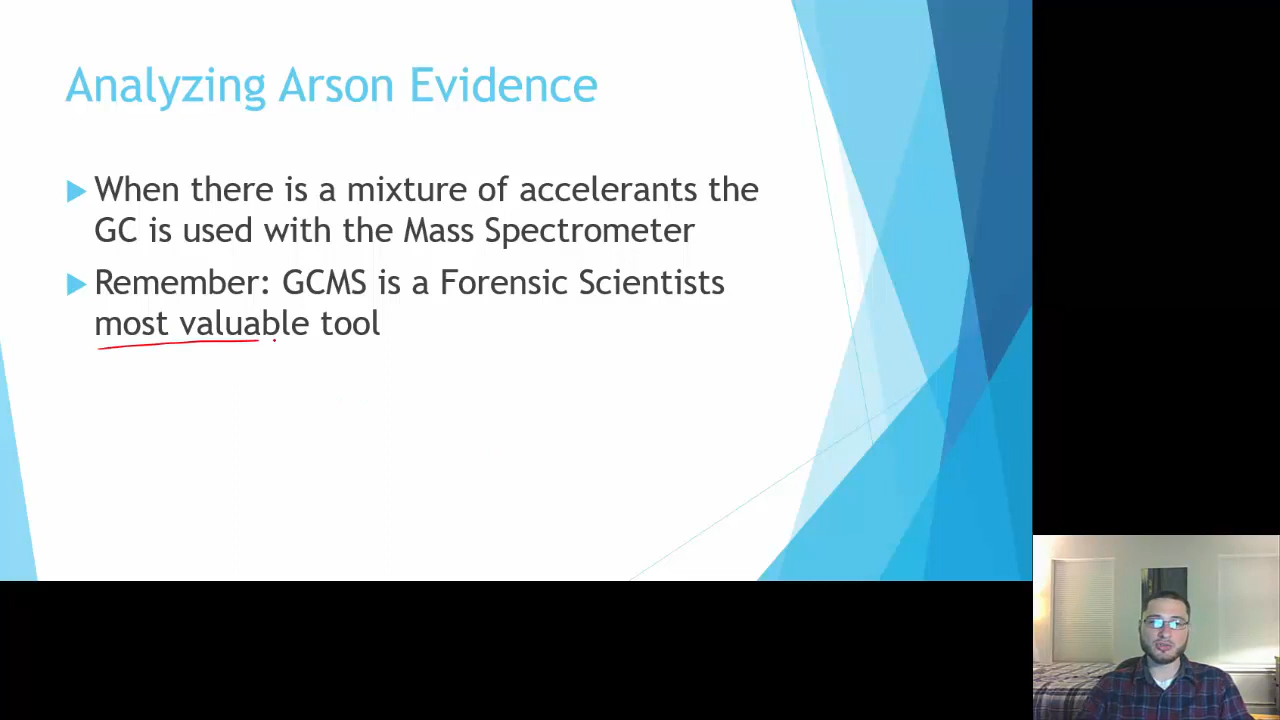 Analyzing Arson Evidence
When there is a mixture of accelerants the
GC is used with the Mass Spectrometer
Remember: GCMS is a Forensic Scientists
most valuable tool